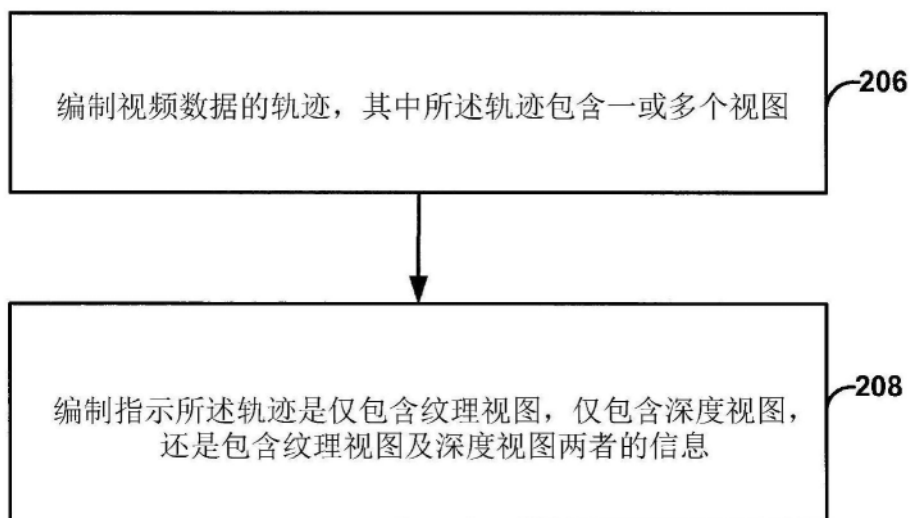 编制视频数据的轨迹，其中所述轨迹包含一或多个视图
206
编制指示所述轨迹是仅包含纹理视图，仅包含深度视图，
还是包含纹理视图及深度视图两者的信息
208